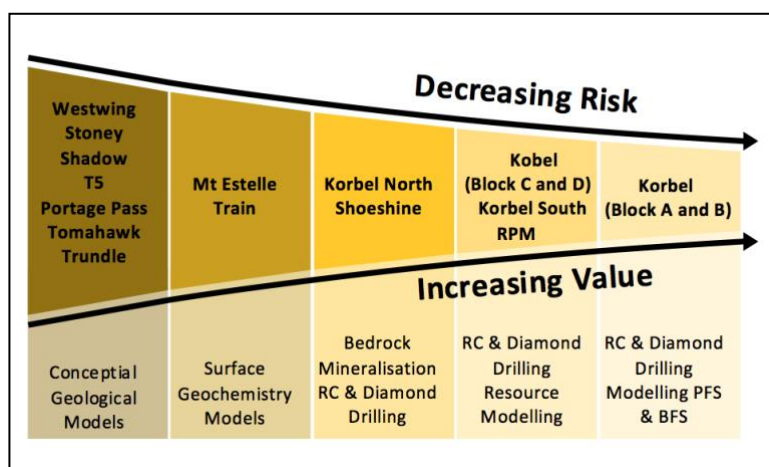 Decreasing Risk
Westwing
Stoney
Shadow
T5
Portage Pass
Tomahawk
Trundle
Mt Estelle
Train
Korbel North
Shoeshine
Kobel
(Block C and D)
Korbel South
RPM
Korbel
(Block A and B)
Increasing Value
Conceptial
Geological
Models
Surface
Geochemistry
Models
Bedrock
Mineralisation
RC & Diamond
Drilling
RC & Diamond
Drilling
Resource
Modelling
RC & Diamond
Drilling
Modelling PFS
& BFS